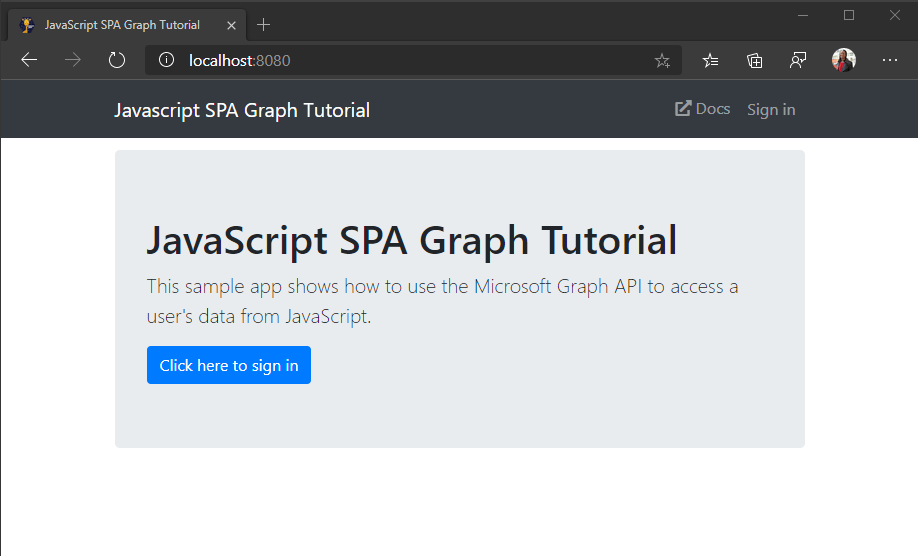 JavaScript SPA Graph Tutorial
localhost:8080
Javascript SPA Graph Tutorial
Docs
Sign in
JavaScript SPA Graph Tutorial
This sample app shows how to use the Microsoft Graph API to access a
user's data from JavaScript.
Click here to sign in